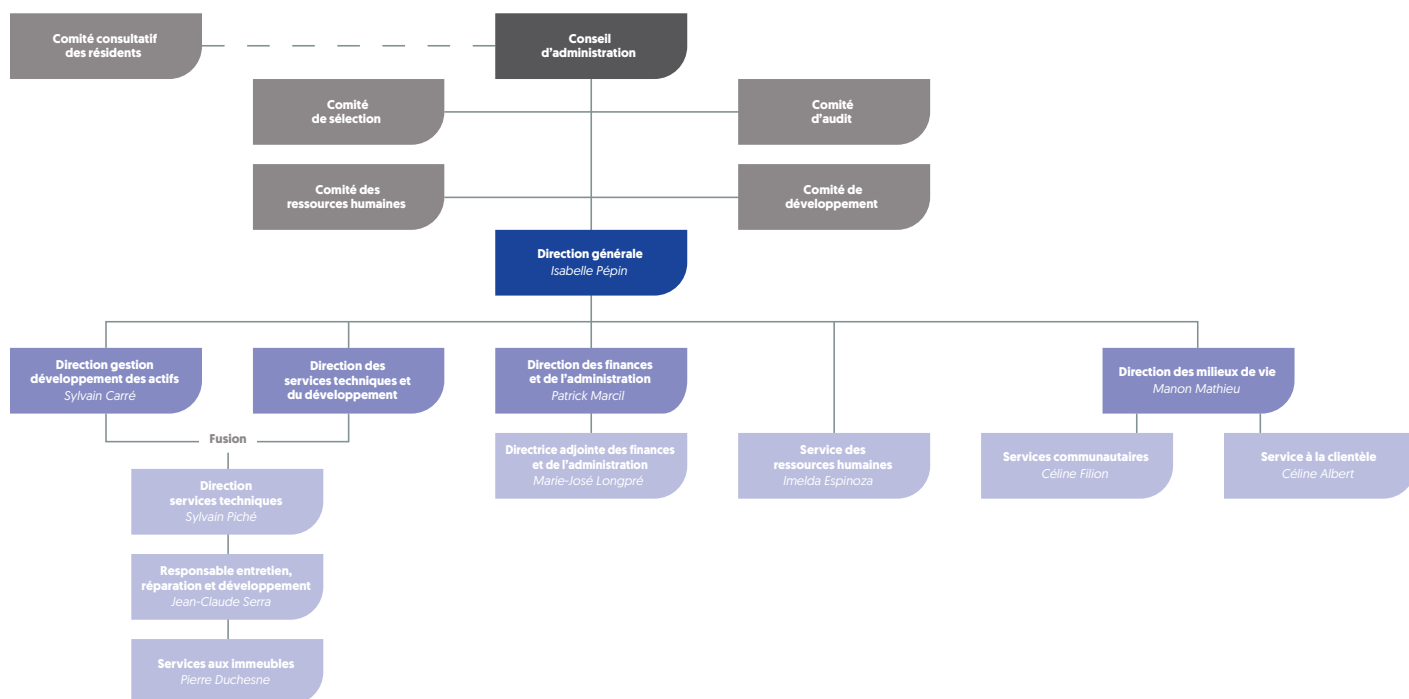 Comité consultatif
des résidents
Conseil
d'administration
Comité
de sélection
Comité
d'audit
Comité des
ressources humaines
Comité de
développement
Direction générale
Isabelle Pépin
Direction gestion
développement des actifs
Sylvain Carré
Direction des
services techniques et
du développement
Direction des finances
et de l'administration
Patrick Marcil
Direction des milieux de vie
Manon Mathieu
Fusion
Directrice adjointe des finances
et de l'administration
Marie-José Longpré
Service des
ressources humaines
Imelda Espinoza
Services communautaires
Céline Filion
Service à la clientèle
Céline Albert
Direction
services techniques
Sylvain Piché
Responsable entretien,
réparation et développement
Jean-Claude Serra
Services aux immeubles
Pierre Duchesne